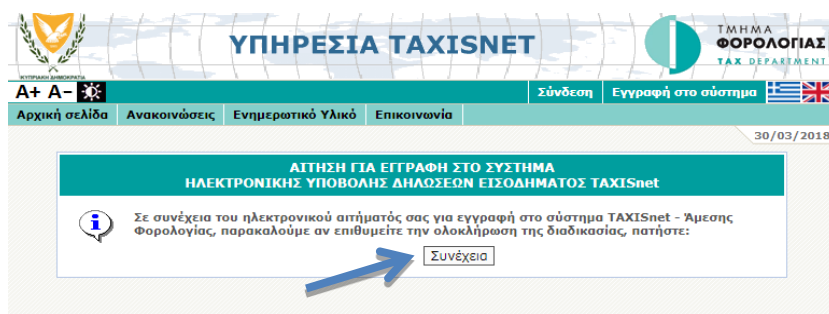 ΥΠΗΡΕΣΙΑ TAXISNET
ΤΜΗΜΑ
ΦΟΡΟΛΟΓΙΑΣ
TAX DEPARTMENT
ΚΥΠΡΙΑΚΗ ΔΗΜΟΚΡΑΤΙΑ
A+ A-
Σύνδεση Εγγραφή στο σύστημα
Αρχική σελίδα Ανακοινώσεις Ενημερωτικό Υλικό Επικοινωνία
30/03/2018
ΑΙΤΗΣΗ ΓΙΑ ΕΓΓΡΑΦΗ ΣΤΟ ΣΥΣΤΗΜΑ
ΗΛΕΚΤΡΟΝΙΚΗΣ ΥΠΟΒΟΛΗΣ ΔΗΛΩΣΕΩΝ ΕΙΣΟΔΗΜΑΤΟΣ TAXISnet
Σε συνέχεια του ηλεκτρονικού αιτήματός σας για εγγραφή στο σύστημα TAXISnet - Άμεσης
Φορολογίας, παρακαλούμε αν επιθυμείτε την ολοκλήρωση της διαδικασίας, πατήστε:
Συνέχεια